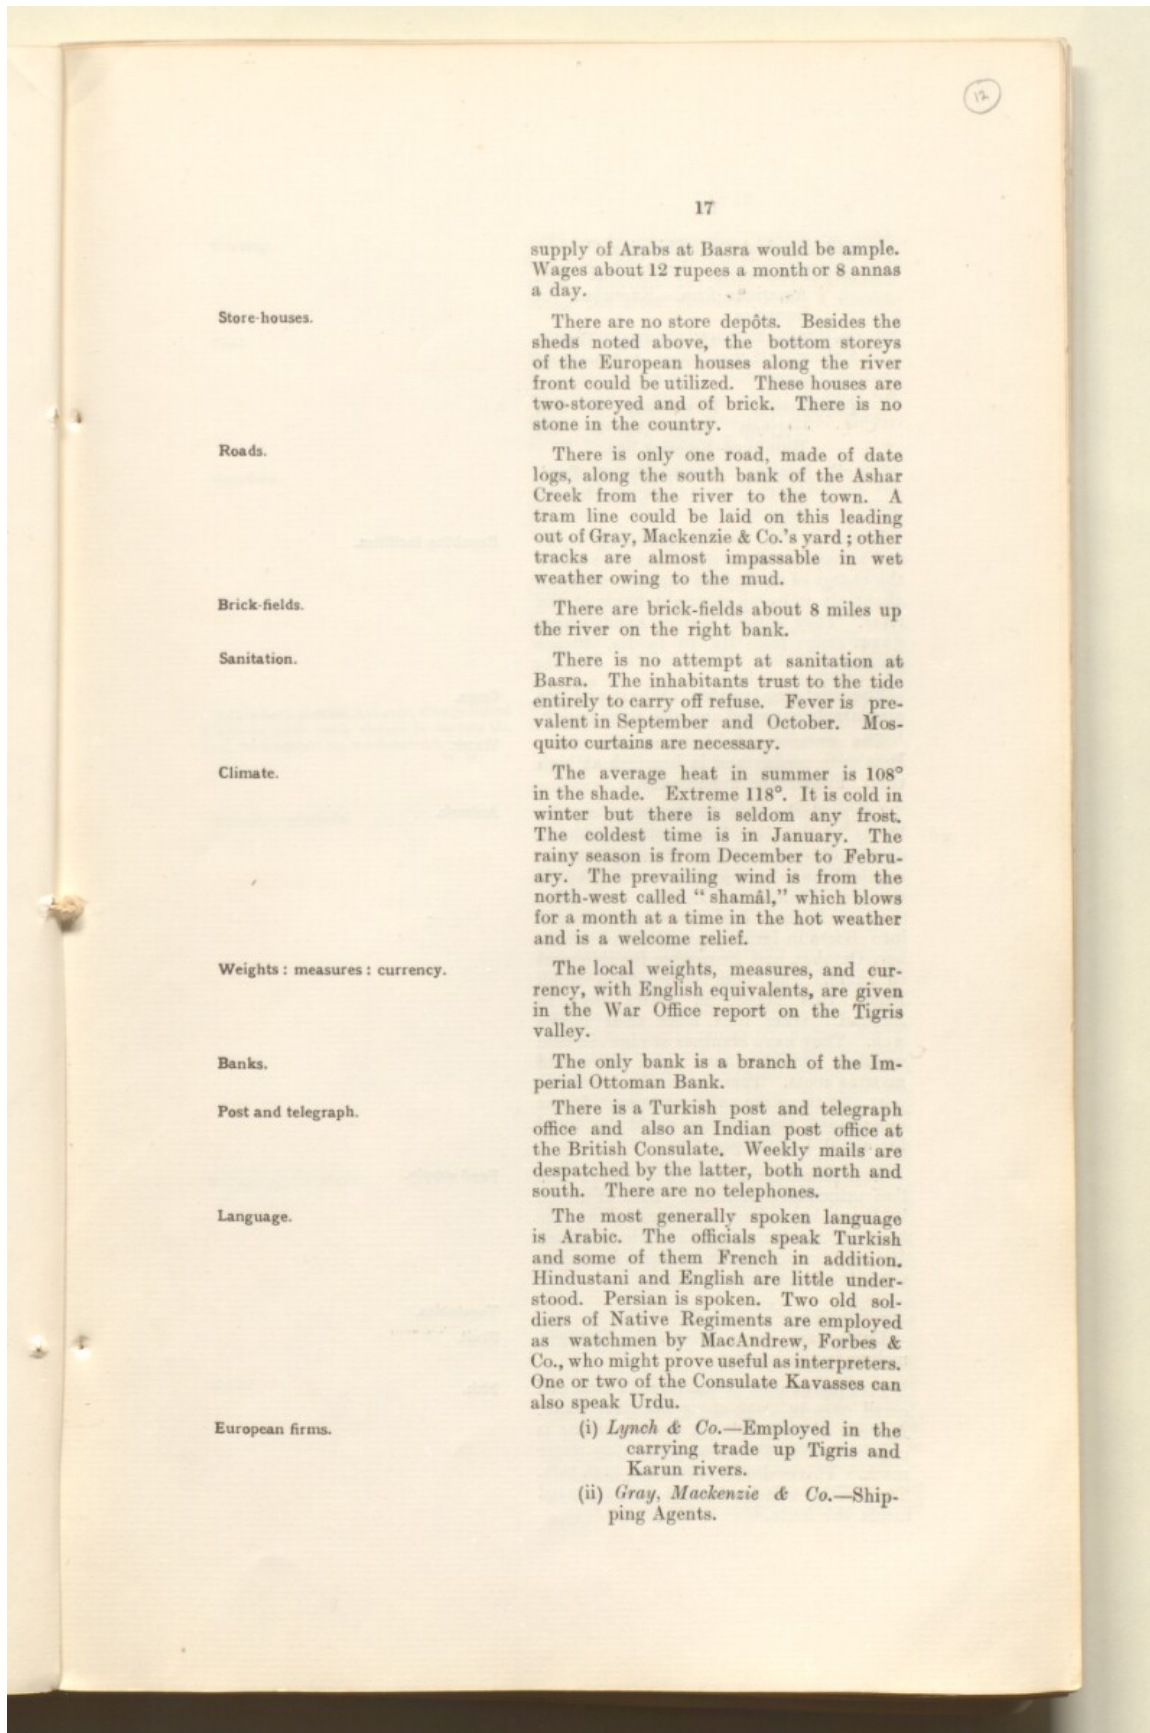 12
17
supply of Arabs at Basra would be ample.
Wages about 12 rupees a month or 8 annas
a day.
Store-houses.
There are no store depôts. Besides the
sheds noted above, the bottom storeys
of the European houses along the river
front could be utilized. These houses are
two-storeyed and of brick. There is no
stone in the country.
Roads.
There is only one road, made of date
logs, along the south bank of the Ashar
Creek from the river to the town. A
tram line could be laid on this leading
out of Gray, Mackenzie & Co.'s yard; other
tracks are almost impassable in wet
weather owing to the mud.
Brick-fields.
There are brick-fields about 8 miles up
the river on the right bank.
Sanitation.
There is no attempt at sanitation at
Basra. The inhabitants trust to the tide
entirely to carry off refuse. Fever is pre-
valent in September and October. Mos-
quito curtains are necessary.
Climate.
The average heat in summer is 108°
in the shade. Extreme 118°. It is cold in
winter but there is seldom any frost.
The coldest time is in January. The
rainy season is from December to Febru-
ary. The prevailing wind is from the
north-west called "shamâl," which blows
for a month at a time in the hot weather
and is a welcome relief.
Weights : measures : currency.
The local weights, measures, and cur-
rency, with English equivalents, are given
in the War Office report on the Tigris
valley.
Banks.
The only bank is a branch of the Im-
perial Ottoman Bank.
Post and telegraph.
There is a Turkish post and telegraph
office and also an Indian post office at
the British Consulate. Weekly mails are
despatched by the latter, both north and
south. There are no telephones.
Language.
The most generally spoken language
is Arabic. The officials speak Turkish
and some of them French in addition.
Hindustani and English are little under-
stood. Persian is spoken. Two old sol-
diers of Native Regiments are employed
as watchmen by MacAndrew, Forbes &
Co., who might prove useful as interpreters.
One or two of the Consulate Kavasses can
also speak Urdu.
European firms.
(i) Lynch & Co.—Employed in the
carrying trade up Tigris and
Karun rivers.
(ii) Gray, Mackenzie & Co.—Ship-
ping Agents.